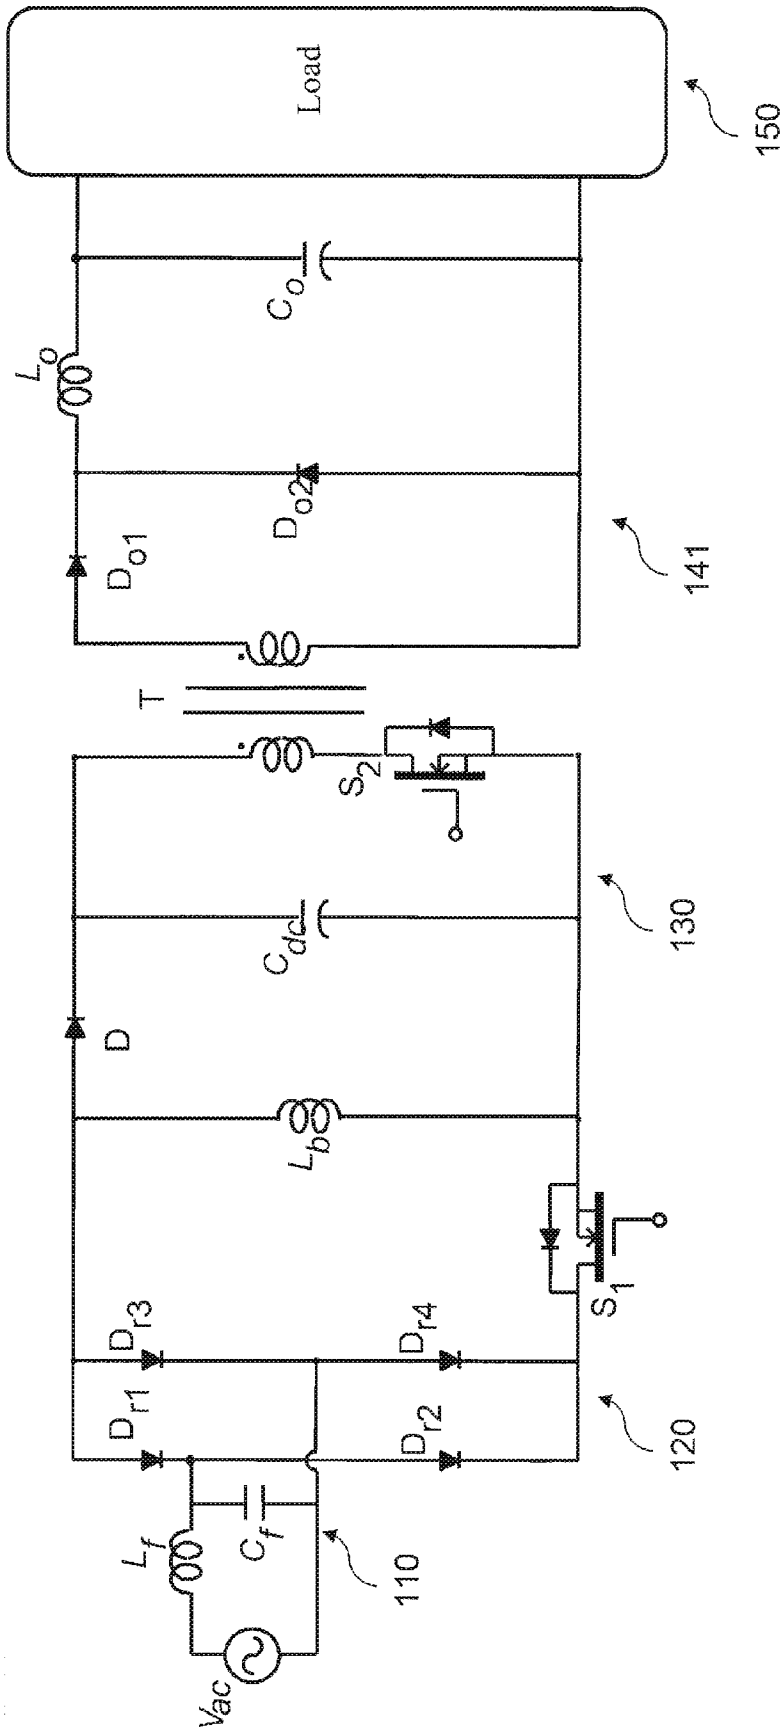 V_ac
L_f
C_f
110
D_r1
D_r3
D_r2
D_r4
120
S_1
L_b
D
C_dc
130
S_2
T
D_o1
D_o2
141
L_o
C_o
Load
150